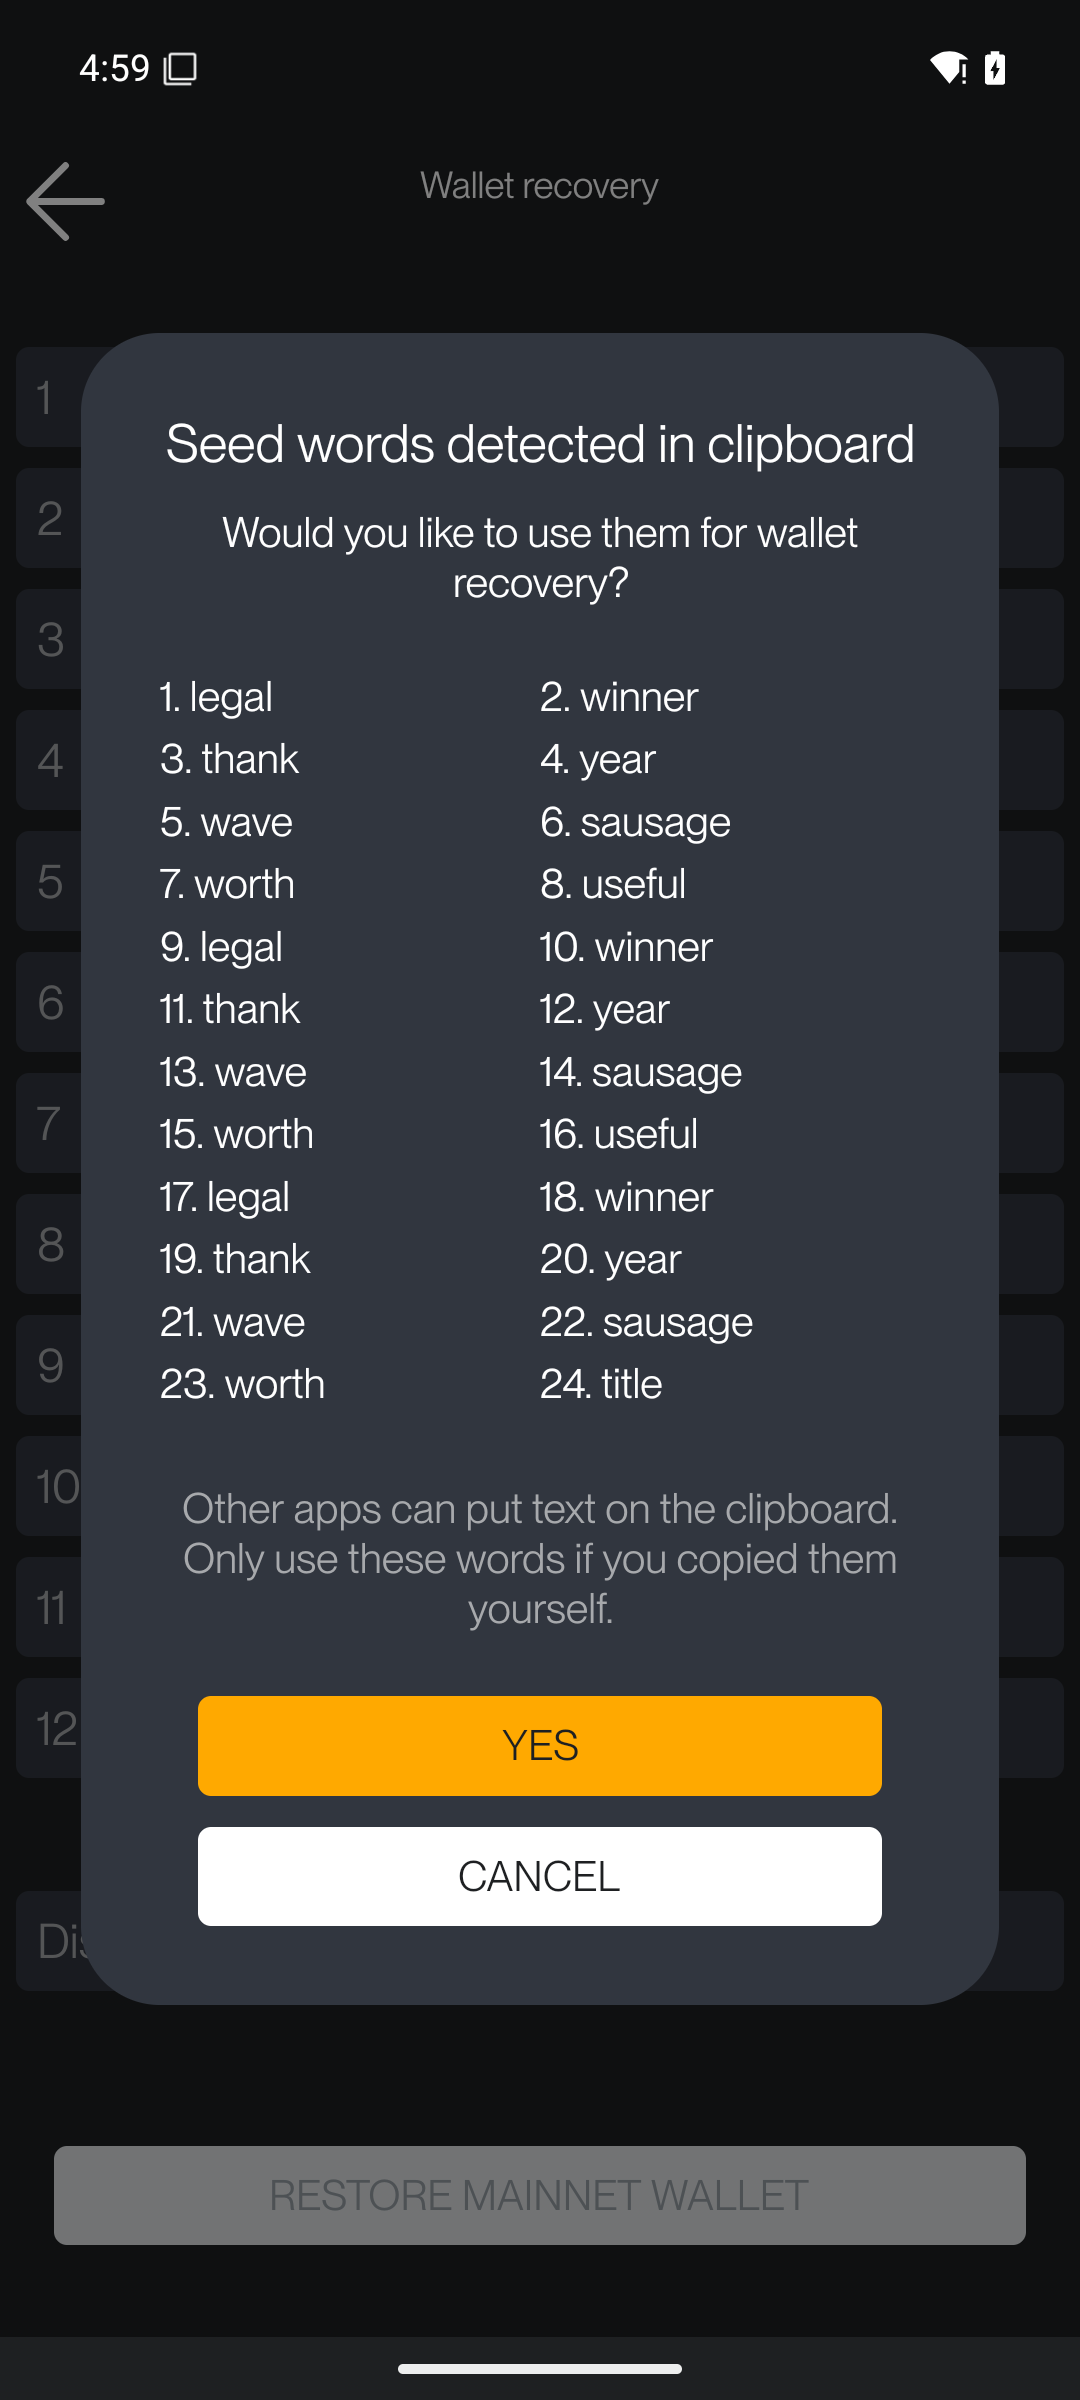 4:59
Wallet recovery
1
2
3
4
5
6
7
8
9
10
11
12
Seed words detected in clipboard
Would you like to use them for wallet
recovery?
1. legal
2. winner
3. thank
4. year
5. wave
6. sausage
7. worth
8. useful
9. legal
10. winner
11. thank
12. year
13. wave
14. sausage
15. worth
16. useful
17. legal
18. winner
19. thank
20. year
21. wave
22. sausage
23. worth
24. title
Other apps can put text on the clipboard.
Only use these words if you copied them
yourself.
YES
CANCEL
RESTORE MAINNET WALLET